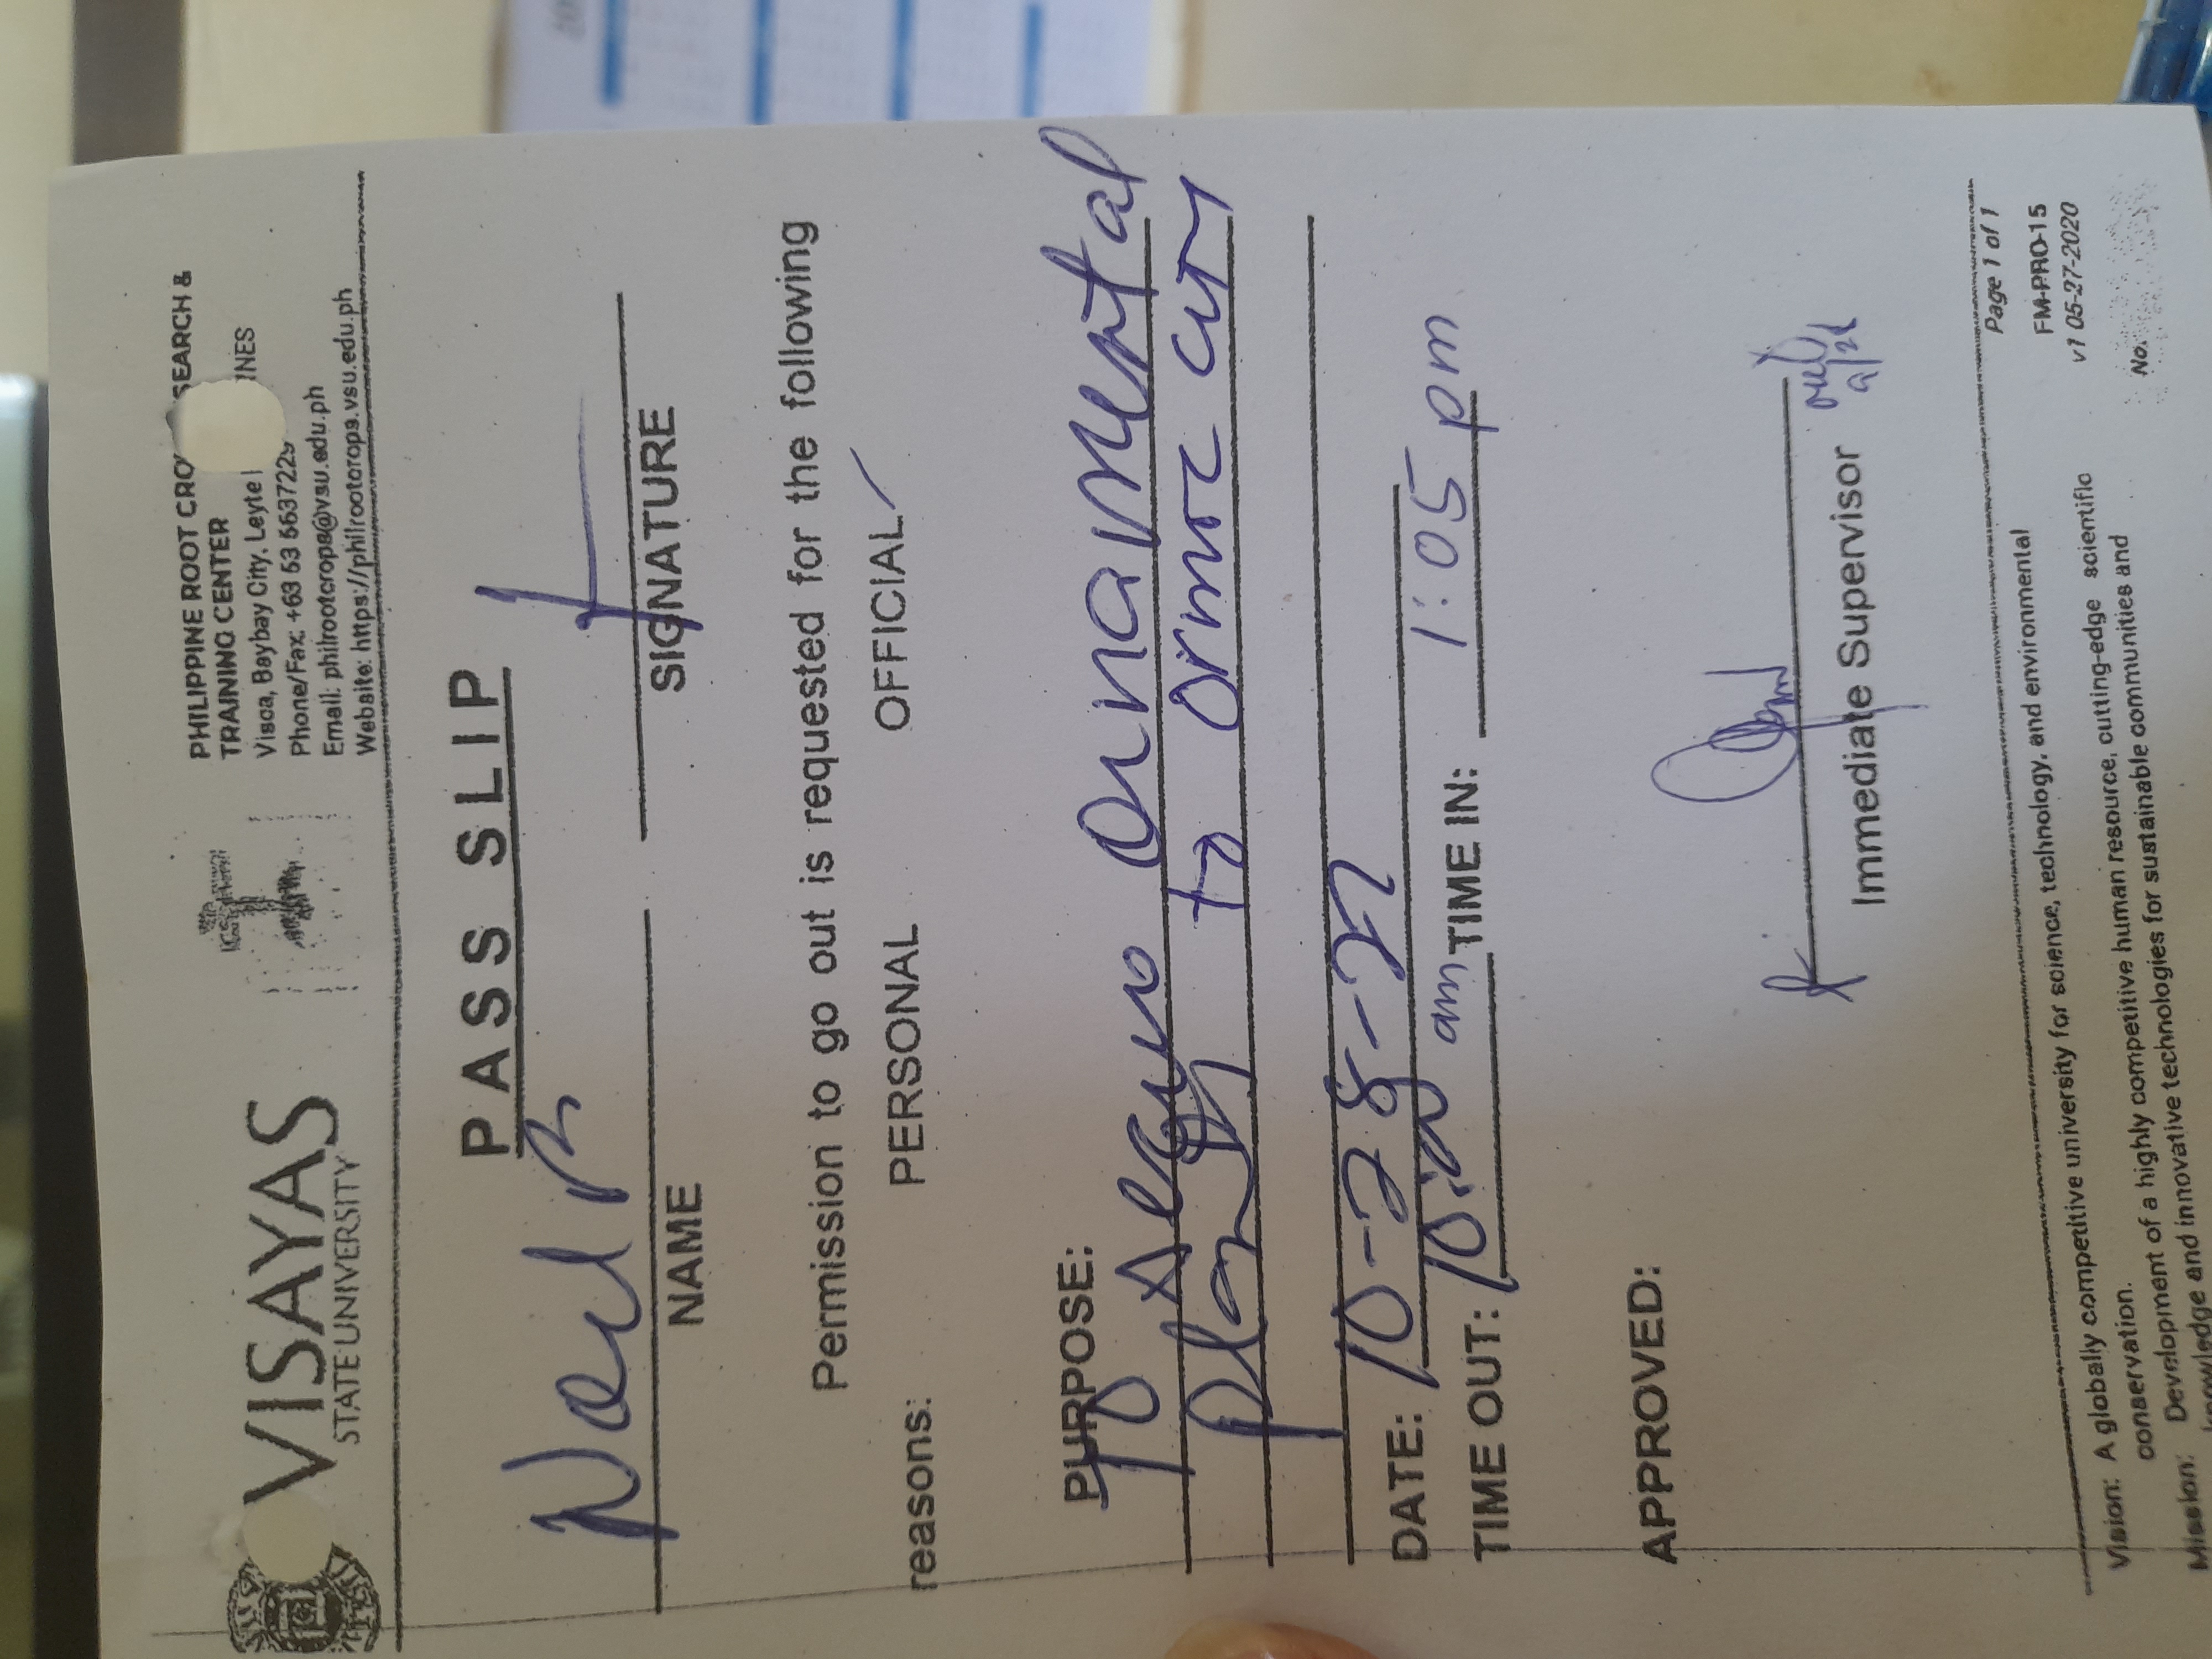 VISAYAS
STATE UNIVERSITY
PHILIPPINE ROOT CRO SEARCH &
TRAINING CENTER
Visca, Baybay City, Leyte INES
Phone/Fax: +63 53 5637229
Email: philrootcrops@vsu.edu.ph
Website: https://philrootcrops.vsu.edu.ph
PASS SLIP
Noel P
NAME
SIGNATURE
Permission to go out is requested for the following
reasons: PERSONAL OFFICIAL ✓
PURPOSE:
To ornamental
plants to ormoc city
DATE: 10-28-22
TIME OUT: 10:20 am TIME IN: 1:05 pm
APPROVED:
Immediate Supervisor
Page 1 of 1
FM-PRO-15
v1 05-27-2020
No.
Vision: A globally competitive university for science, technology, and environmental
conservation.
Mission: Development of a highly competitive human resource, cutting-edge scientific
knowledge and innovative technologies for sustainable communities and